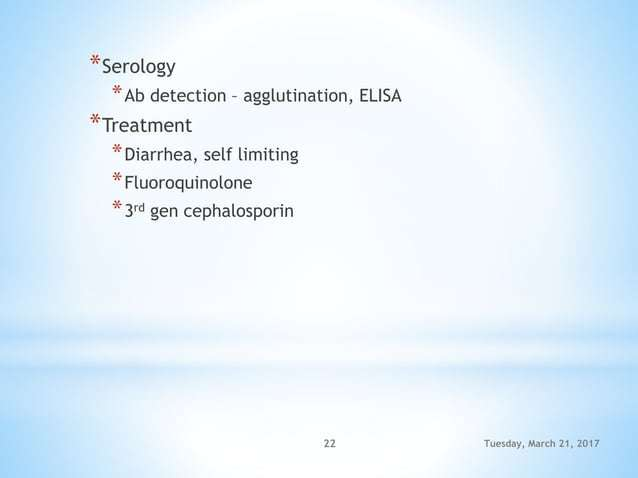 *Serology
*Ab detection – agglutination, ELISA
*Treatment
*Diarrhea, self limiting
*Fluoroquinolone
*3rd gen cephalosporin
22 Tuesday, March 21, 2017